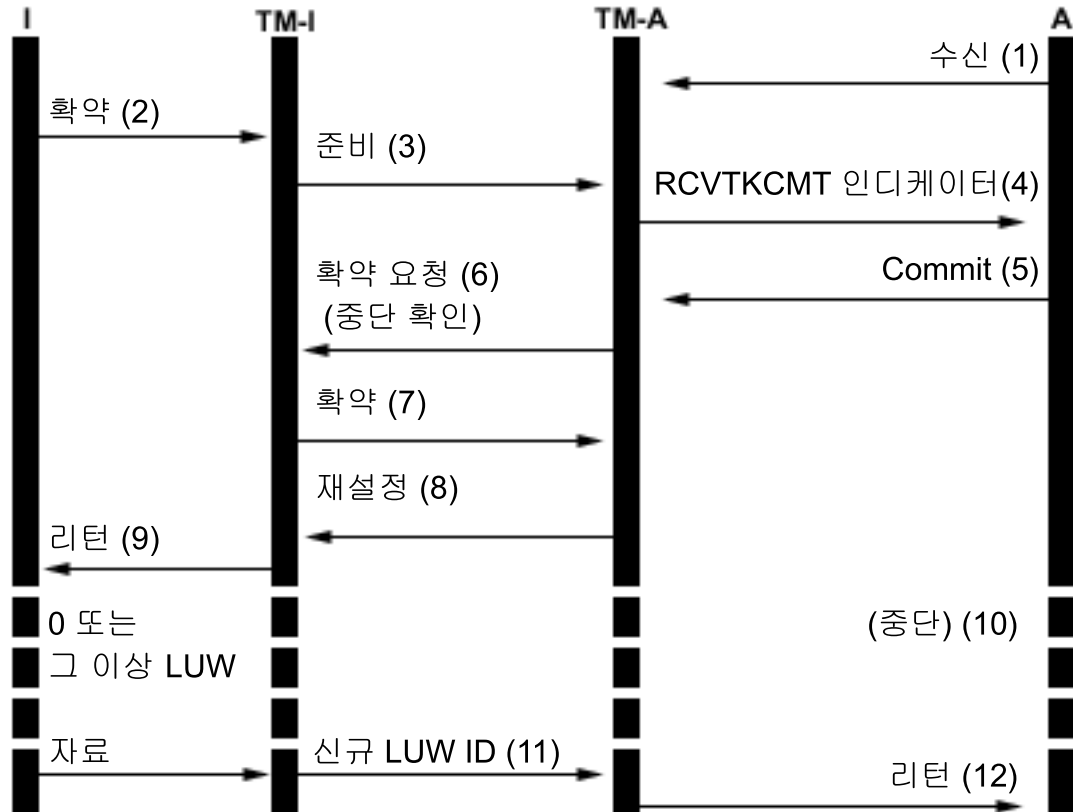 I TM-I TM-A A
수신 (1)
확약 (2)
준비 (3)
RCVTKCMT 인디케이터(4)
확약 요청 (6)
(중단 확인)
Commit (5)
확약 (7)
재설정 (8)
리턴 (9)
0 또는
그 이상 LUW
(중단) (10)
자료
신규 LUW ID (11)
리턴 (12)